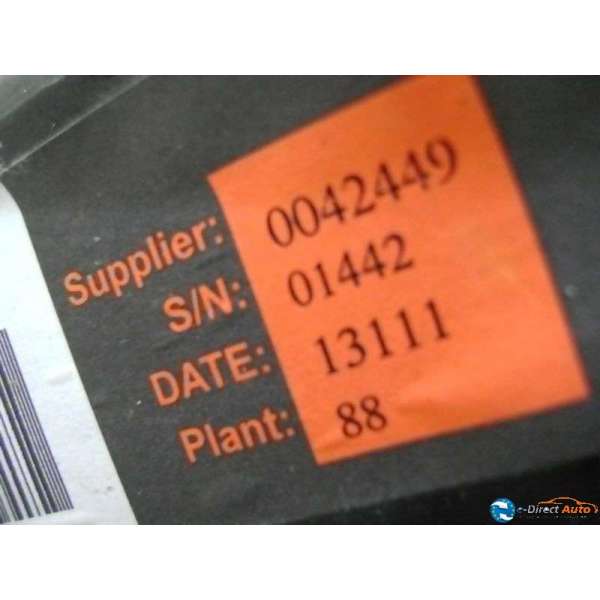 Supplier: 0042449
S/N: 01442
DATE: 13111
Plant: 88
e-Direct Auto